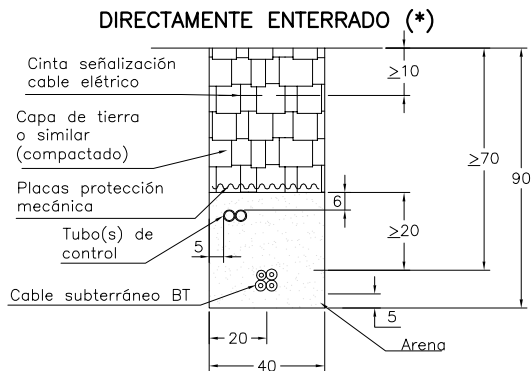 DIRECTAMENTE ENTERRADO (*)
Cinta señalización
cable elétrico
Capa de tierra
o similar
(compactado)
Placas protección
mecánica
Tubo(s) de
control
5
Cable subterráneo BT
20
40
6
≥10
≥70
90
≥20
5
Arena